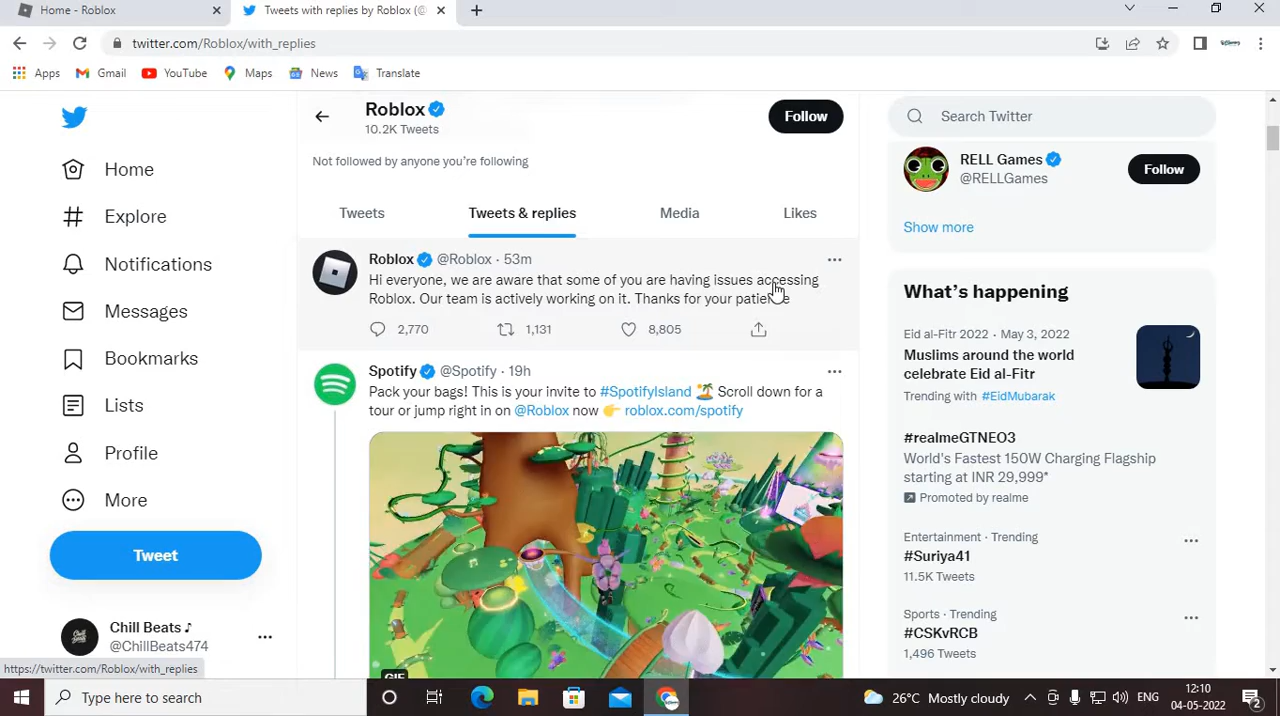 Home - Roblox
Tweets with replies by Roblox (@
twitter.com/Roblox/with_replies
Apps
Gmail
YouTube
Maps
News
Translate
Roblox
10.2K Tweets
Follow
Not followed by anyone you're following
Tweets
Tweets & replies
Media
Likes
Home
Explore
Notifications
Messages
Bookmarks
Lists
Profile
More
Tweet
Chill Beats ♪
@ChillBeats474
Roblox @Roblox · 53m
Hi everyone, we are aware that some of you are having issues accessing
Roblox. Our team is actively working on it. Thanks for your patience
2,770
1,131
8,805
Spotify @Spotify · 19h
Pack your bags! This is your invite to #SpotifyIsland 🏝️ Scroll down for a
tour or jump right in on @Roblox now 👉 roblox.com/spotify
GIF
Search Twitter
RELL Games
@RELLGames
Follow
Show more
What's happening
Eid al-Fitr 2022 · May 3, 2022
Muslims around the world
celebrate Eid al-Fitr
Trending with #EidMubarak
#realmeGTNEO3
World's Fastest 150W Charging Flagship
starting at INR 29,999*
Promoted by realme
Entertainment · Trending
#Suriya41
11.5K Tweets
Sports · Trending
#CSKvRCB
1,496 Tweets
https://twitter.com/Roblox/with_replies
Type here to search
26°C Mostly cloudy
ENG
12:10
04-05-2022
2